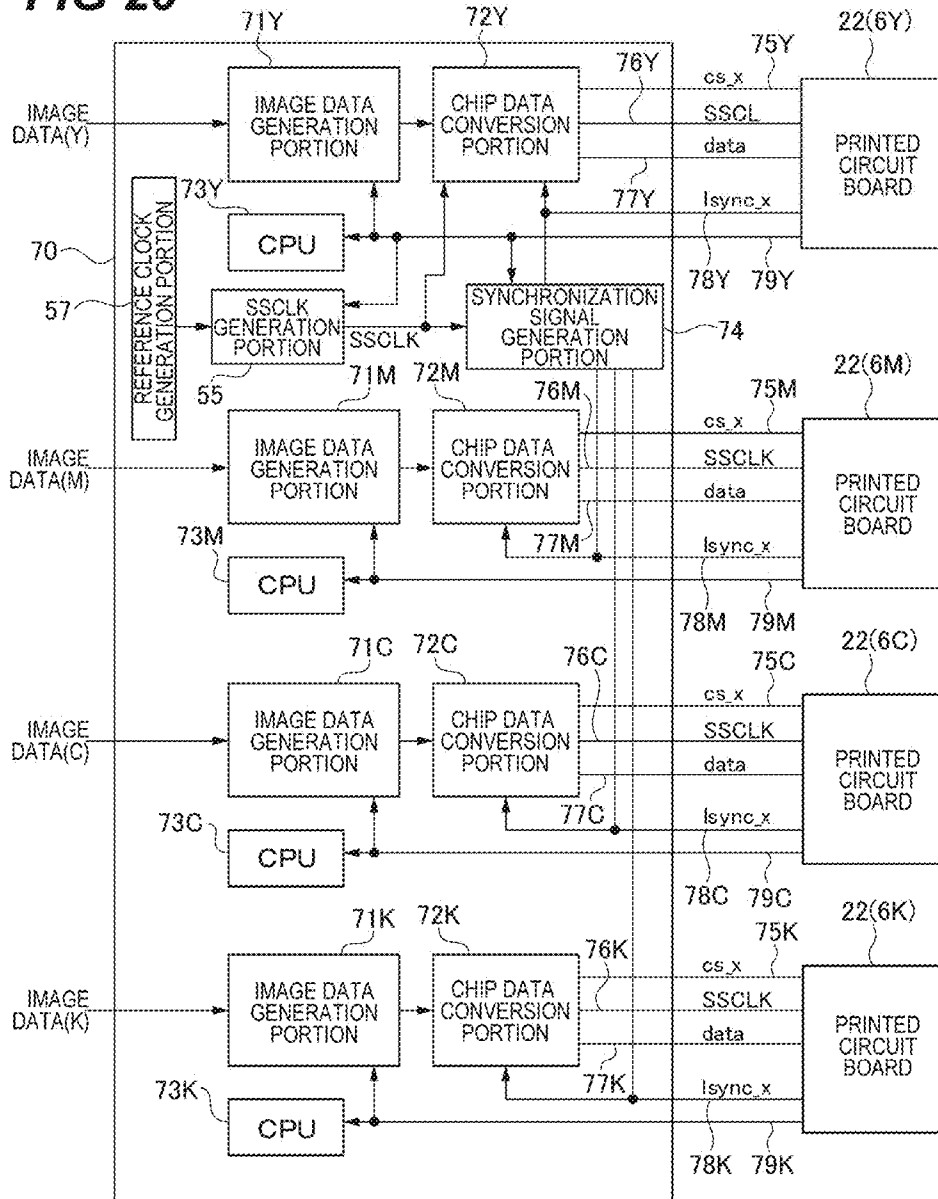 71Y
72Y
22(6Y)
75Y
76Y
cs_x
IMAGE
DATA(Y)
IMAGE DATA
GENERATION
PORTION
CHIP DATA
CONVERSION
PORTION
SSCL
data
PRINTED
CIRCUIT
BOARD
73Y
77Y
lsync_x
CPU
70
57
REFERENCE CLOCK
GENERATION PORTION
78Y
79Y
SSCLK
GENERATION
PORTION
SSCLK
SYNCHRONIZATION
SIGNAL
GENERATION
PORTION
74
55
71M
72M
76M
75M
22(6M)
cs_x
IMAGE
DATA(M)
IMAGE DATA
GENERATION
PORTION
CHIP DATA
CONVERSION
PORTION
SSCLK
data
PRINTED
CIRCUIT
BOARD
73M
77M
lsync_x
CPU
78M
79M
71C
72C
76C
75C
22(6C)
cs_x
IMAGE
DATA(C)
IMAGE DATA
GENERATION
PORTION
CHIP DATA
CONVERSION
PORTION
SSCLK
data
PRINTED
CIRCUIT
BOARD
73C
77C
lsync_x
CPU
78C
79C
71K
72K
76K
75K
22(6K)
cs_x
IMAGE
DATA(K)
IMAGE DATA
GENERATION
PORTION
CHIP DATA
CONVERSION
PORTION
SSCLK
data
PRINTED
CIRCUIT
BOARD
73K
77K
lsync_x
CPU
78K
79K